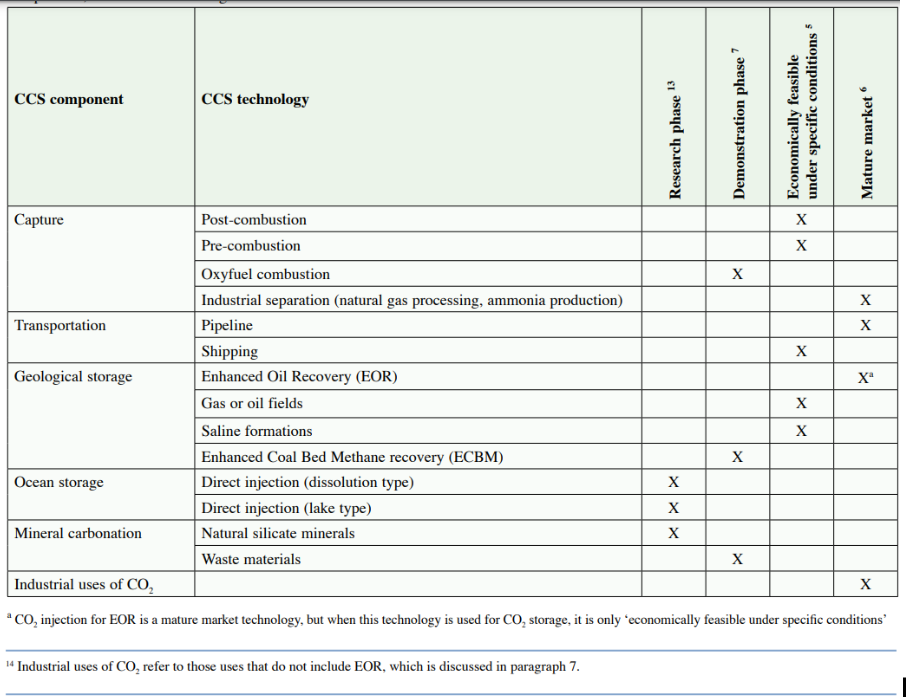 CCS component CCS technology Research phase 13 Demonstration phase 7 Economically feasible under specific conditions 5 Mature market 6
Capture Post-combustion X
Pre-combustion X
Oxyfuel combustion X
Industrial separation (natural gas processing, ammonia production) X
Transportation Pipeline X
Shipping X
Geological storage Enhanced Oil Recovery (EOR) Xa
Gas or oil fields X
Saline formations X
Enhanced Coal Bed Methane recovery (ECBM) X
Ocean storage Direct injection (dissolution type) X
Direct injection (lake type) X
Mineral carbonation Natural silicate minerals X
Waste materials X
Industrial uses of CO2 X
a CO2 injection for EOR is a mature market technology, but when this technology is used for CO2 storage, it is only ‘economically feasible under specific conditions’
14 Industrial uses of CO2 refer to those uses that do not include EOR, which is discussed in paragraph 7.